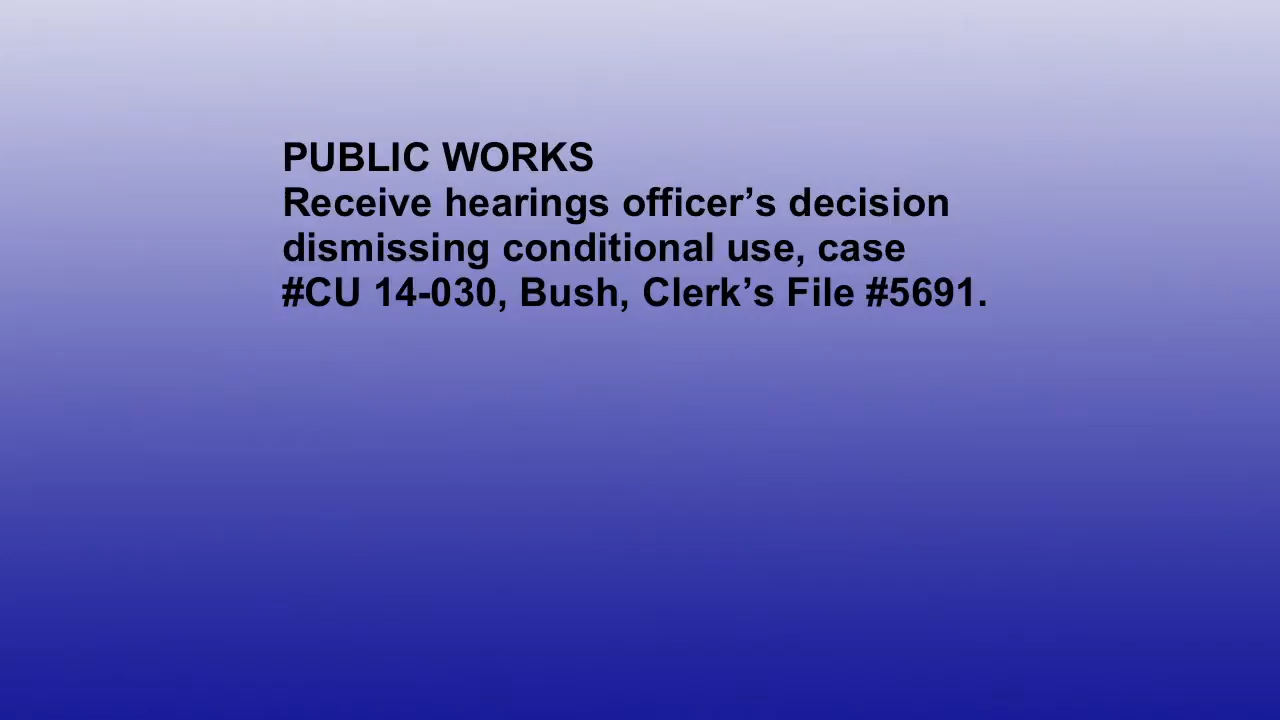 PUBLIC WORKS
Receive hearings officer’s decision
dismissing conditional use, case
#CU 14-030, Bush, Clerk’s File #5691.